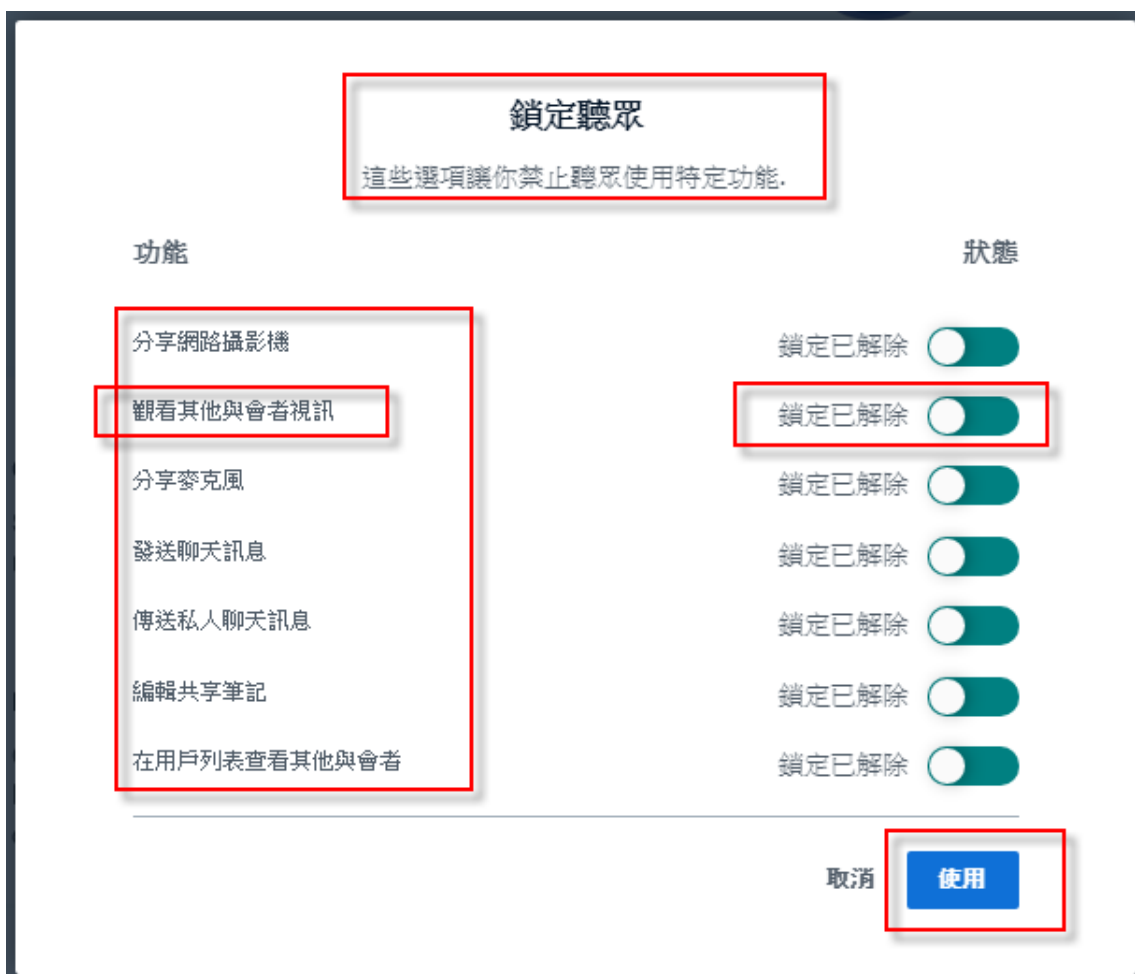 鎖定聽眾
這些選項讓你禁止聽眾使用特定功能.
功能 狀態
分享網路攝影機 鎖定已解除
觀看其他與會者視訊 鎖定已解除
分享麥克風 鎖定已解除
發送聊天訊息 鎖定已解除
傳送私人聊天訊息 鎖定已解除
編輯共享筆記 鎖定已解除
在用戶列表查看其他與會者 鎖定已解除
取消 使用